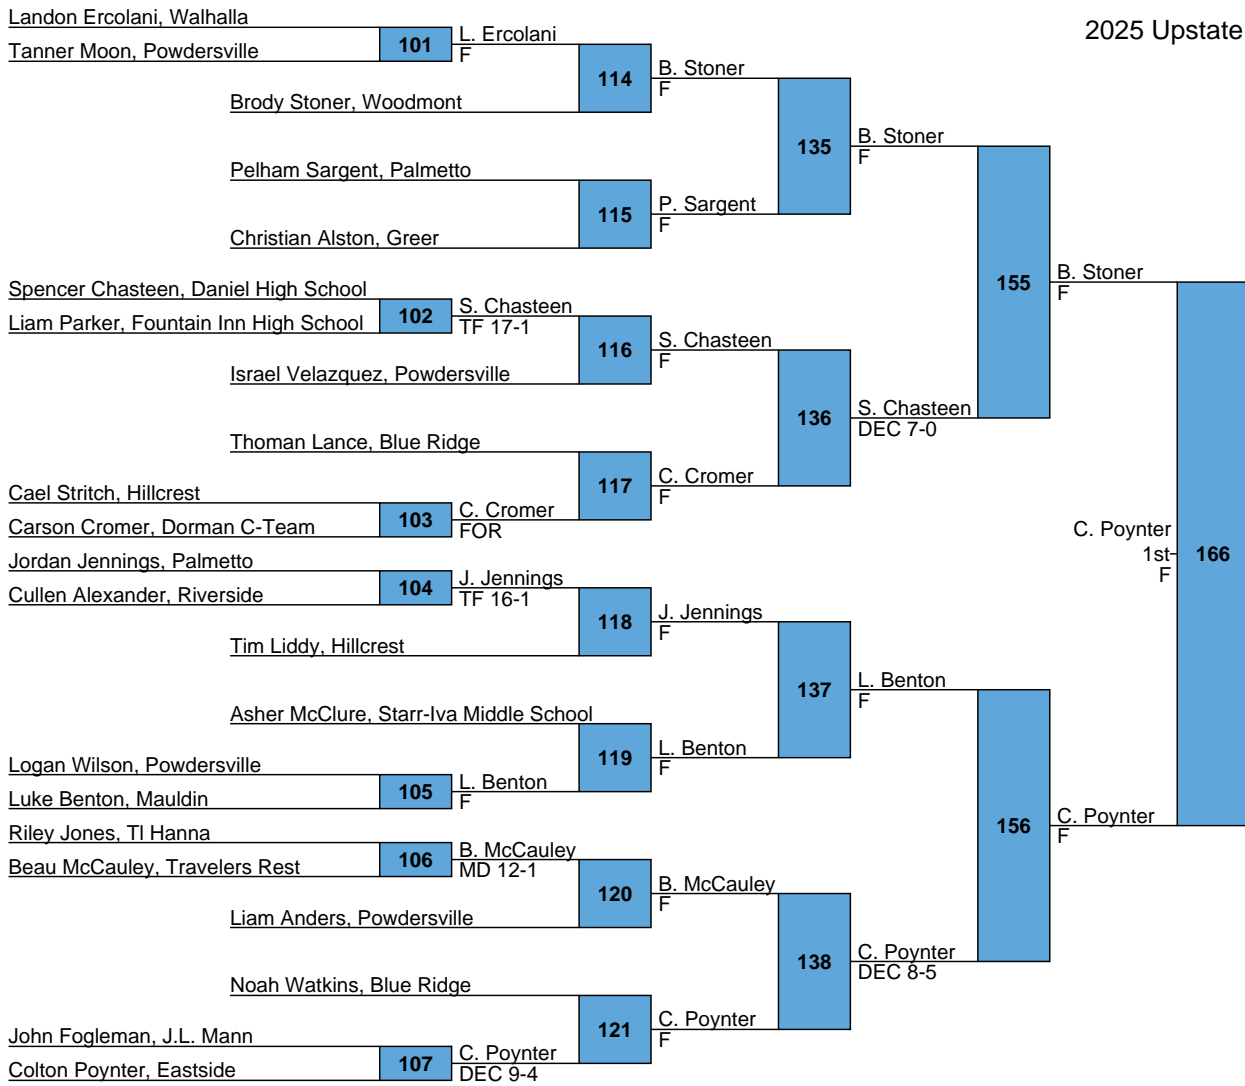 2025 Upstate
Landon Ercolani, Walhalla
Tanner Moon, Powdersville
101
L. Ercolani
F
Brody Stoner, Woodmont
114
B. Stoner
F
135
B. Stoner
F
Pelham Sargent, Palmetto
115
P. Sargent
F
Christian Alston, Greer
155
B. Stoner
F
Spencer Chasteen, Daniel High School
Liam Parker, Fountain Inn High School
102
S. Chasteen
TF 17-1
116
S. Chasteen
F
Israel Velazquez, Powdersville
136
S. Chasteen
DEC 7-0
Thoman Lance, Blue Ridge
117
C. Cromer
F
Cael Stritch, Hillcrest
Carson Cromer, Dorman C-Team
103
C. Cromer
FOR
C. Poynter
1st
F
166
Jordan Jennings, Palmetto
Cullen Alexander, Riverside
104
J. Jennings
TF 16-1
118
J. Jennings
F
Tim Liddy, Hillcrest
137
L. Benton
F
Asher McClure, Starr-Iva Middle School
119
L. Benton
F
Logan Wilson, Powdersville
Luke Benton, Mauldin
105
L. Benton
F
156
C. Poynter
F
Riley Jones, Tl Hanna
Beau McCauley, Travelers Rest
106
B. McCauley
MD 12-1
120
B. McCauley
F
Liam Anders, Powdersville
138
C. Poynter
DEC 8-5
Noah Watkins, Blue Ridge
121
C. Poynter
F
John Fogleman, J.L. Mann
Colton Poynter, Eastside
107
C. Poynter
DEC 9-4